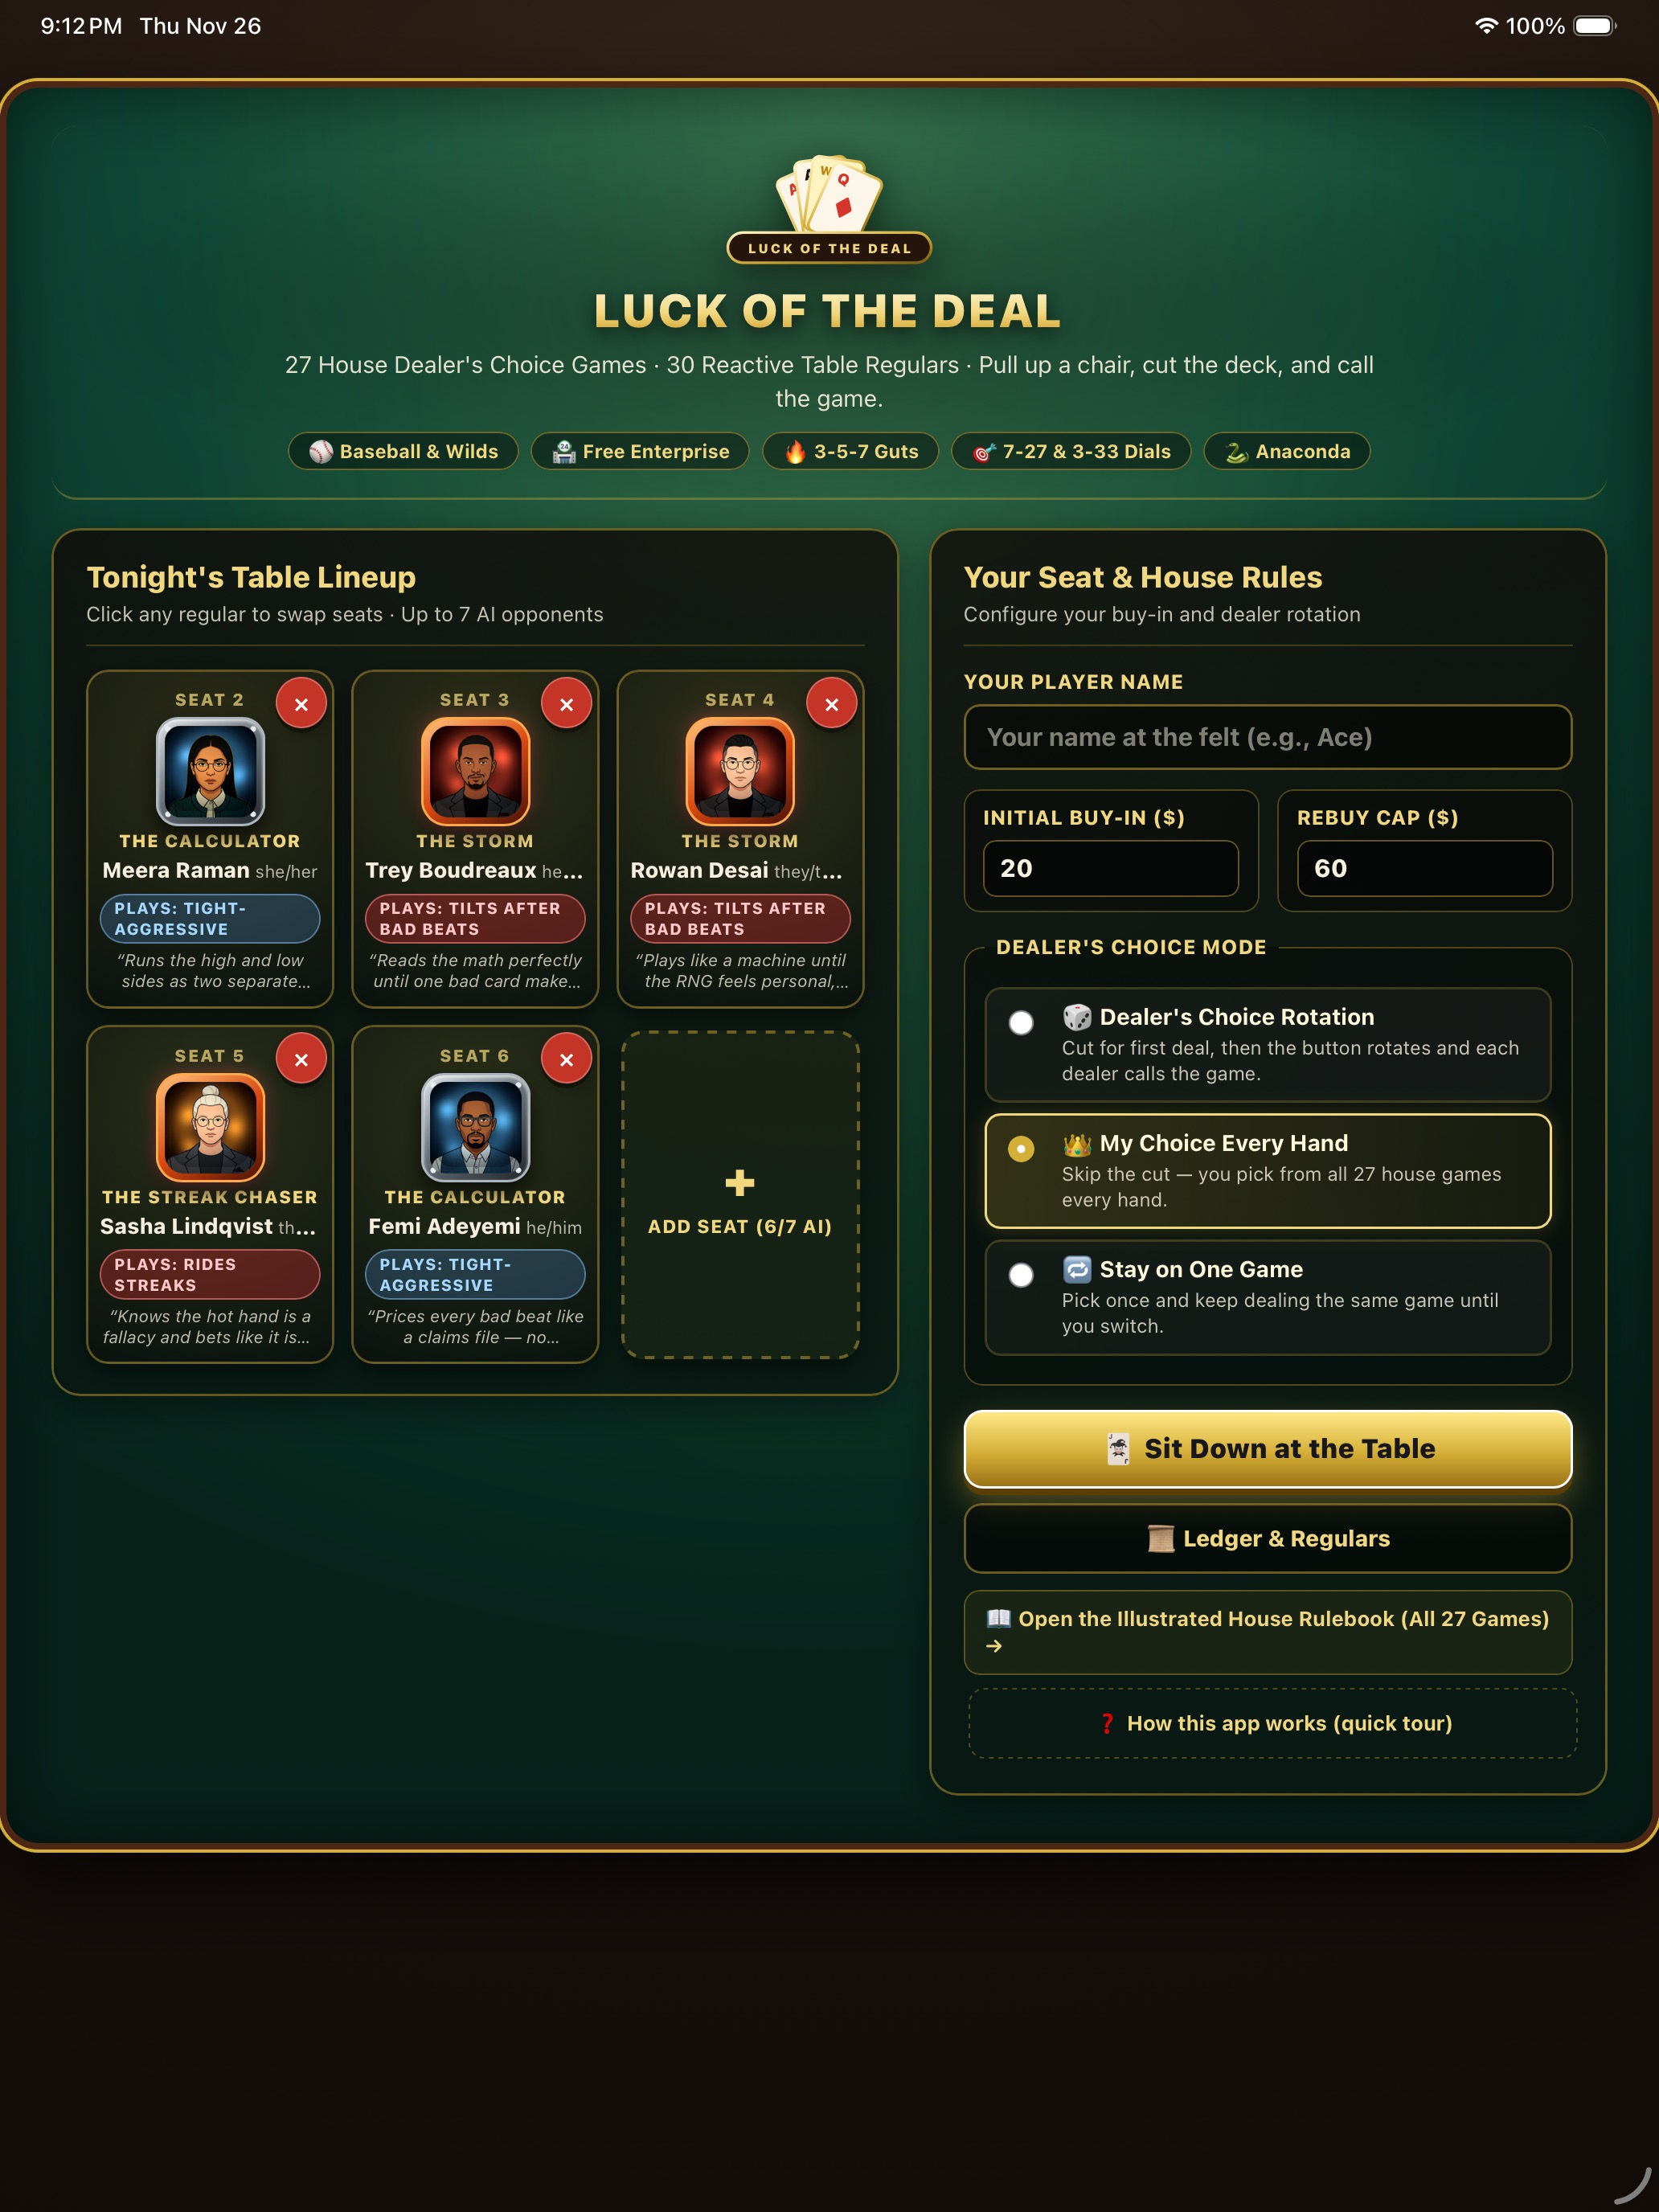 9:12 PM Thu Nov 26
100%
A A W Q
LUCK OF THE DEAL
LUCK OF THE DEAL
27 House Dealer's Choice Games · 30 Reactive Table Regulars · Pull up a chair, cut the deck, and call
the game.
⚾ Baseball & Wilds
🏪 Free Enterprise
🔥 3-5-7 Guts
🎯 7-27 & 3-33 Dials
🐍 Anaconda
Tonight's Table Lineup
Click any regular to swap seats · Up to 7 AI opponents
SEAT 2
×
THE CALCULATOR
Meera Raman she/her
PLAYS: TIGHT-
AGGRESSIVE
“Runs the high and low
sides as two separate...
SEAT 3
×
THE STORM
Trey Boudreaux he...
PLAYS: TILTS AFTER
BAD BEATS
“Reads the math perfectly
until one bad card make...
SEAT 4
×
THE STORM
Rowan Desai they/t...
PLAYS: TILTS AFTER
BAD BEATS
“Plays like a machine until
the RNG feels personal,...
SEAT 5
×
THE STREAK CHASER
Sasha Lindqvist th...
PLAYS: RIDES
STREAKS
“Knows the hot hand is a
fallacy and bets like it is...
SEAT 6
×
THE CALCULATOR
Femi Adeyemi he/him
PLAYS: TIGHT-
AGGRESSIVE
“Prices every bad beat like
a claims file — no...
+
ADD SEAT (6/7 AI)
Your Seat & House Rules
Configure your buy-in and dealer rotation
YOUR PLAYER NAME
Your name at the felt (e.g., Ace)
INITIAL BUY-IN ($)
20
REBUY CAP ($)
60
DEALER'S CHOICE MODE
🎲 Dealer's Choice Rotation
Cut for first deal, then the button rotates and each
dealer calls the game.
👑 My Choice Every Hand
Skip the cut — you pick from all 27 house games
every hand.
🔁 Stay on One Game
Pick once and keep dealing the same game until
you switch.
🃏 Sit Down at the Table
📜 Ledger & Regulars
📖 Open the Illustrated House Rulebook (All 27 Games)
→
❓ How this app works (quick tour)